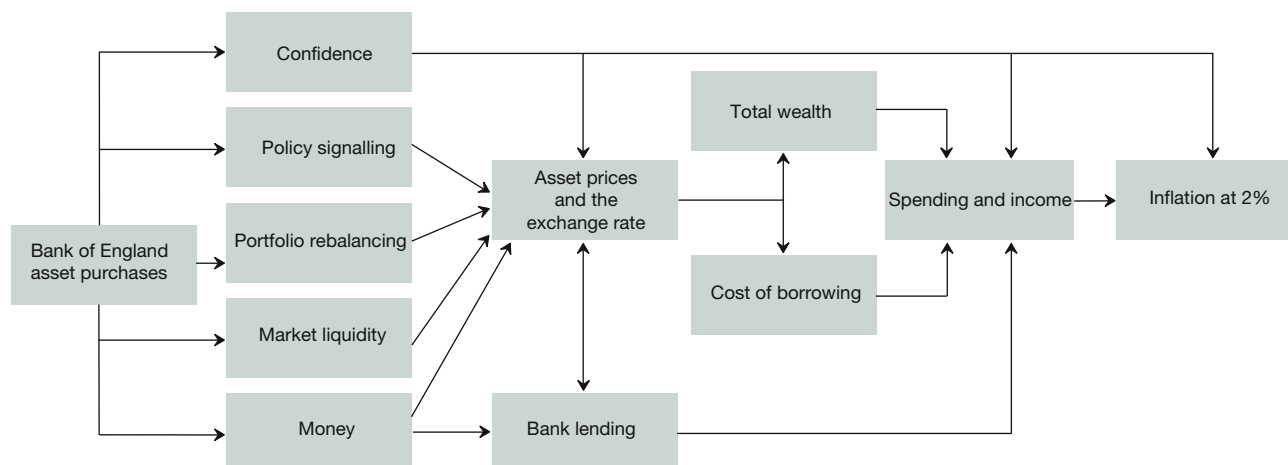 Confidence
Policy signalling
Portfolio rebalancing
Market liquidity
Money
Bank of England
asset purchases
Asset prices
and the
exchange rate
Bank lending
Total wealth
Cost of borrowing
Spending and income
Inflation at 2%